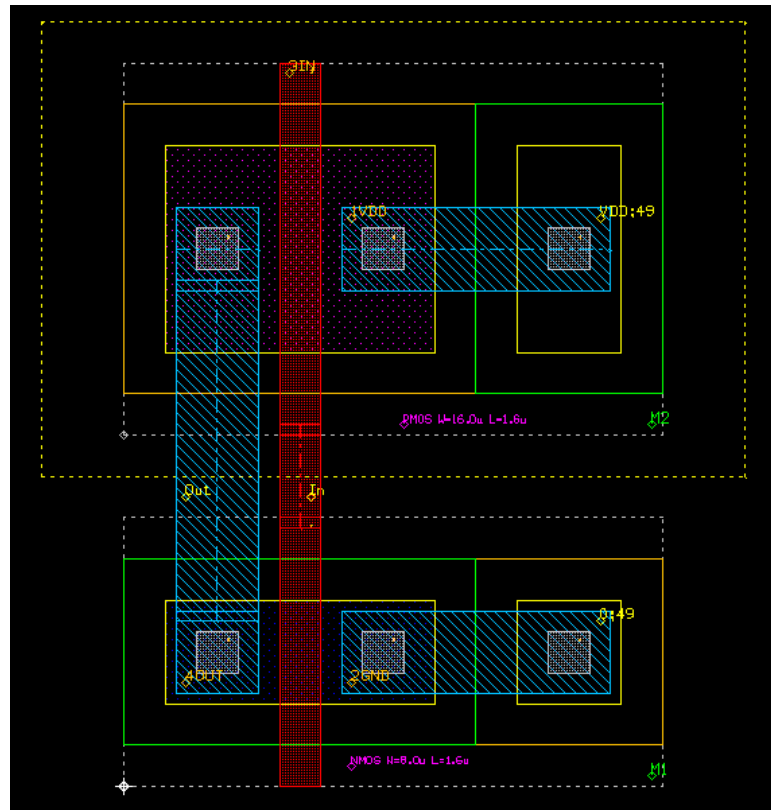 3IN
1VDD
VDD:49
PMOS W=16.0u L=1.6u
M2
Out
In
0:49
4OUT
2GND
NMOS W=8.0u L=1.6u
M1